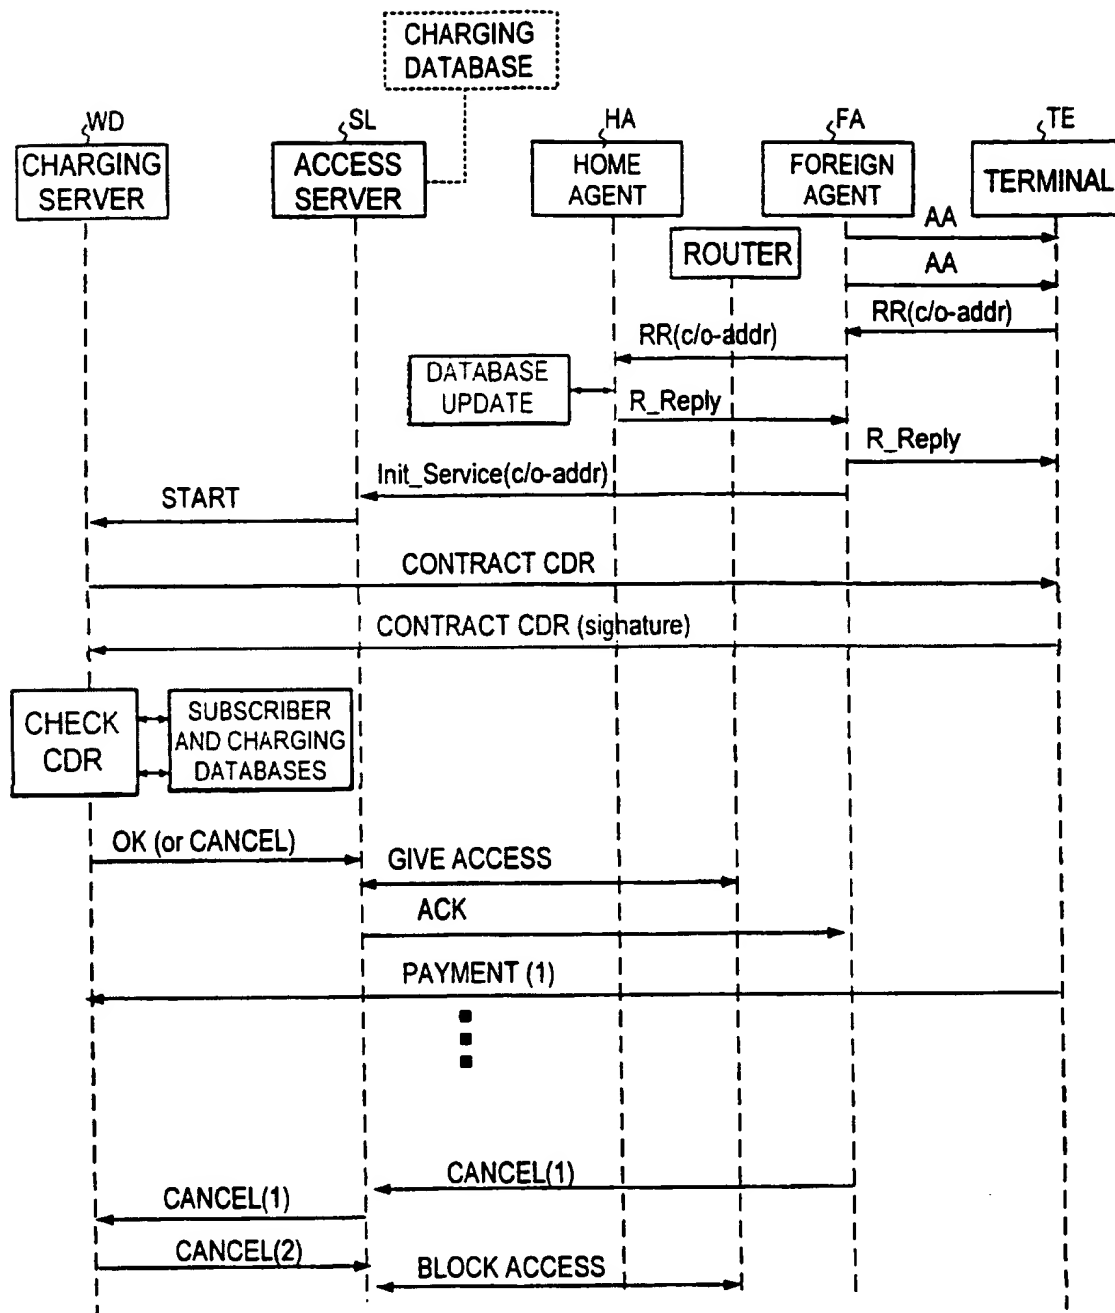 CHARGING
DATABASE
WD
SL
HA
FA
TE
CHARGING
SERVER
ACCESS
SERVER
HOME
AGENT
FOREIGN
AGENT
TERMINAL
AA
ROUTER
AA
RR(c/o-addr)
RR(c/o-addr)
DATABASE
UPDATE
R_Reply
R_Reply
Init_Service(c/o-addr)
START
CONTRACT CDR
CONTRACT CDR (signature)
CHECK
CDR
SUBSCRIBER
AND CHARGING
DATABASES
OK (or CANCEL)
GIVE ACCESS
ACK
PAYMENT (1)
CANCEL(1)
CANCEL(1)
CANCEL(2)
BLOCK ACCESS